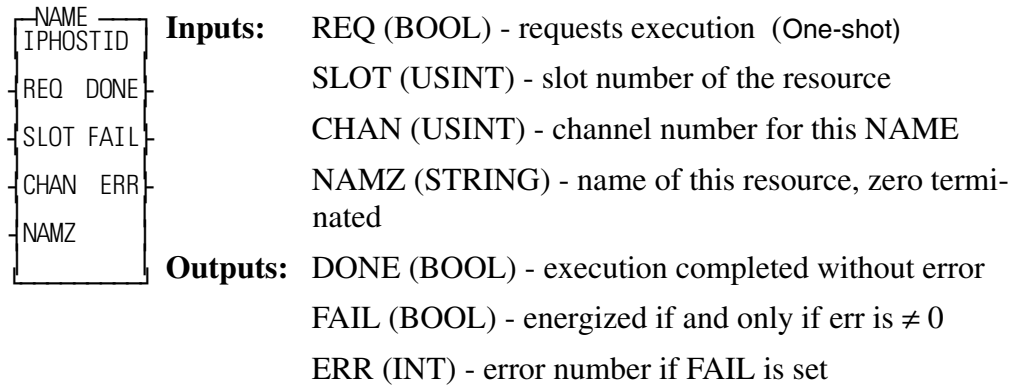 NAME
IPHOSTID
REQ DONE
SLOT FAIL
CHAN ERR
NAMZ
Inputs: REQ (BOOL) - requests execution (One-shot)
SLOT (USINT) - slot number of the resource
CHAN (USINT) - channel number for this NAME
NAMZ (STRING) - name of this resource, zero termi-
nated
Outputs: DONE (BOOL) - execution completed without error
FAIL (BOOL) - energized if and only if err is ≠ 0
ERR (INT) - error number if FAIL is set